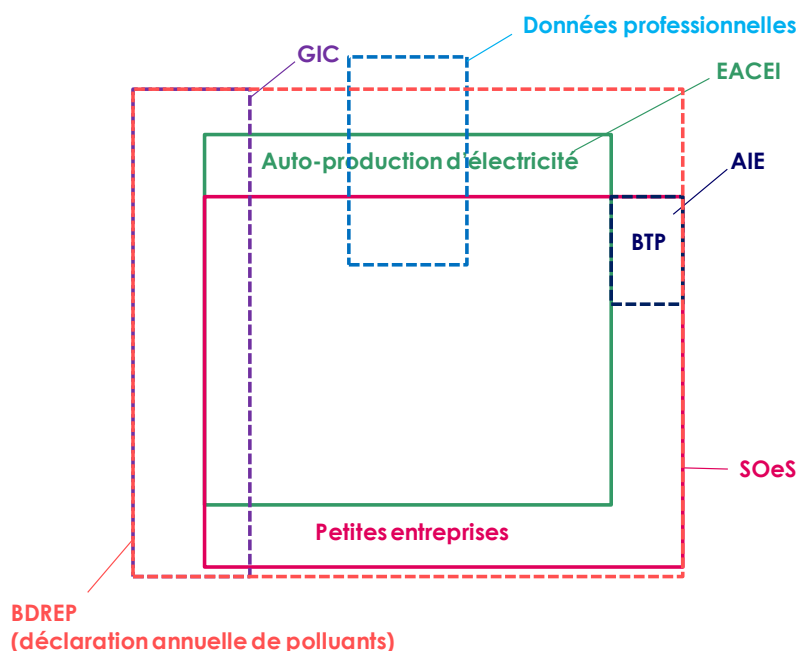 Données professionnelles
GIC
EACEI
Auto-production d'électricité
AIE
BTP
SOeS
Petites entreprises
BDREP
(déclaration annuelle de polluants)